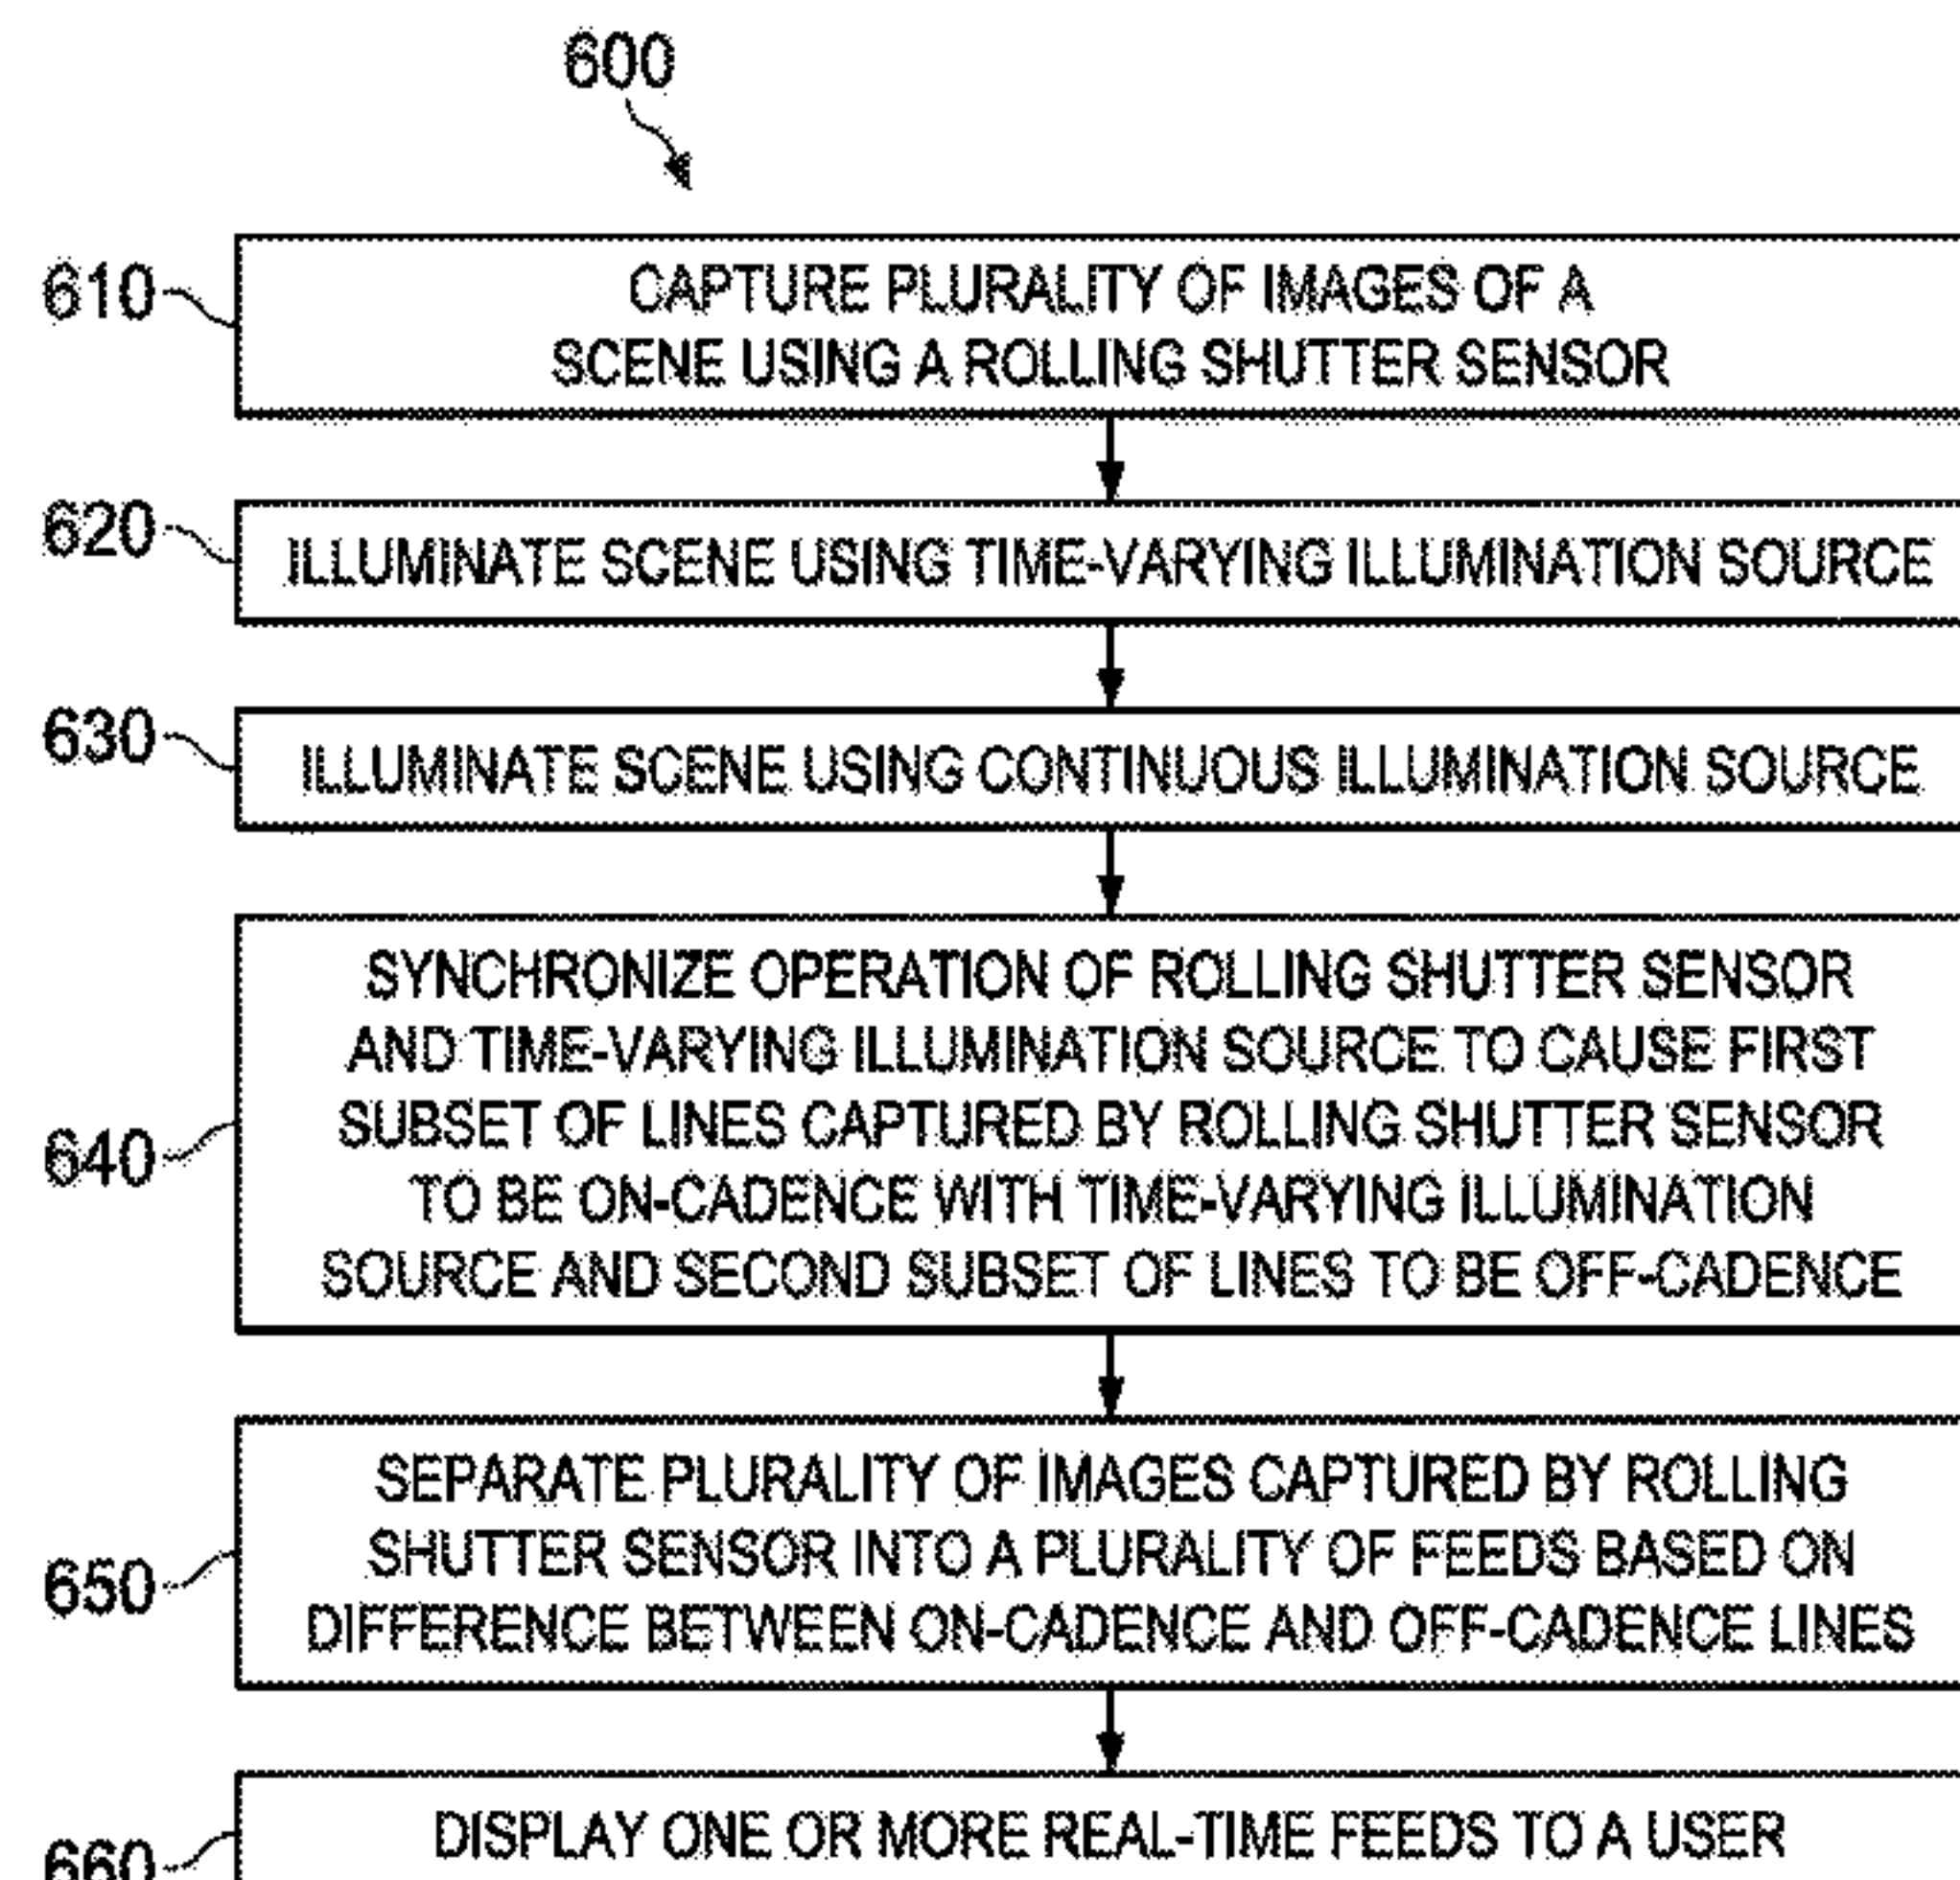 600
610
CAPTURE PLURALITY OF IMAGES OF A
SCENE USING A ROLLING SHUTTER SENSOR
620
ILLUMINATE SCENE USING TIME-VARYING ILLUMINATION SOURCE
630
ILLUMINATE SCENE USING CONTINUOUS ILLUMINATION SOURCE
640
SYNCHRONIZE OPERATION OF ROLLING SHUTTER SENSOR
AND TIME-VARYING ILLUMINATION SOURCE TO CAUSE FIRST
SUBSET OF LINES CAPTURED BY ROLLING SHUTTER SENSOR
TO BE ON-CADENCE WITH TIME-VARYING ILLUMINATION
SOURCE AND SECOND SUBSET OF LINES TO BE OFF-CADENCE
650
SEPARATE PLURALITY OF IMAGES CAPTURED BY ROLLING
SHUTTER SENSOR INTO A PLURALITY OF FEEDS BASED ON
DIFFERENCE BETWEEN ON-CADENCE AND OFF-CADENCE LINES
660
DISPLAY ONE OR MORE REAL-TIME FEEDS TO A USER